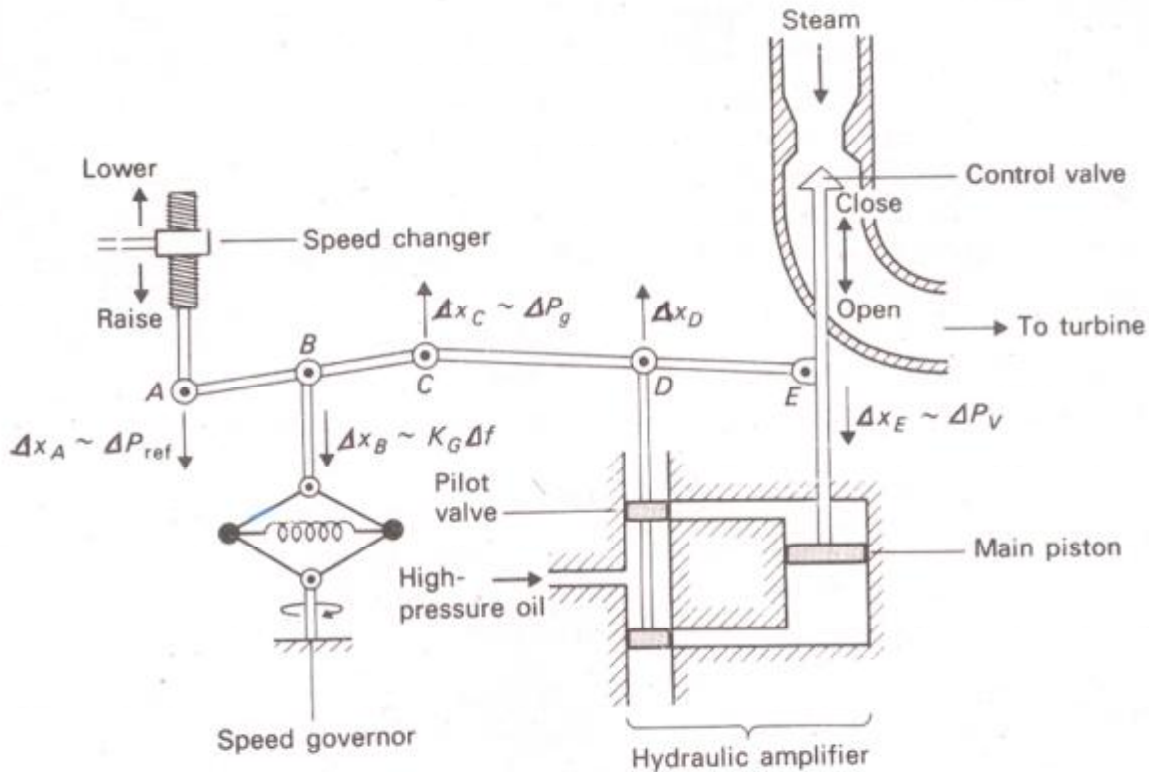 Steam
Lower
Control valve
Close
Speed changer
Raise
Open
Δx_C ~ ΔP_g
Δx_D
To turbine
B
A
C
D
E
Δx_A ~ ΔP_ref
Δx_B ~ K_G Δf
Δx_E ~ ΔP_V
Pilot
valve
Main piston
High-
pressure oil
Speed governor
Hydraulic amplifier